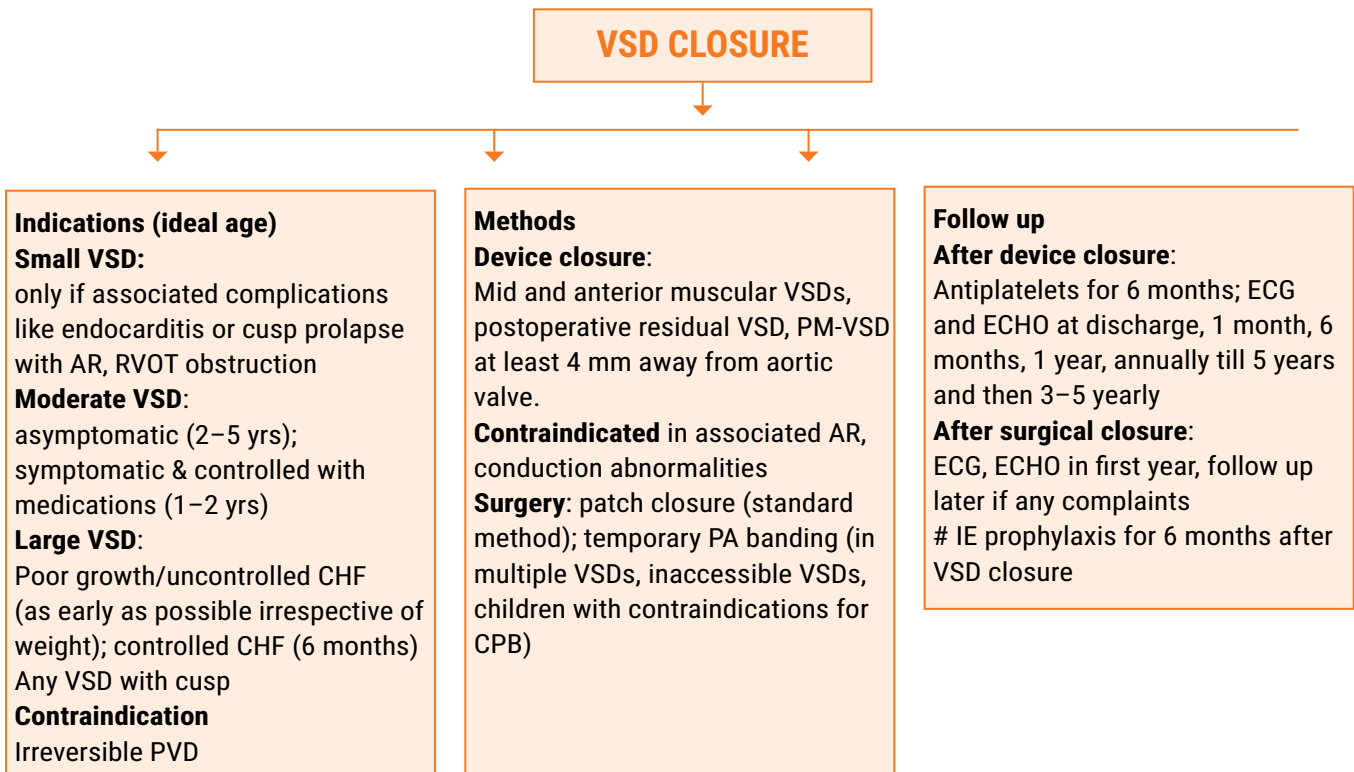 VSD CLOSURE
Indications (ideal age)
Small VSD:
only if associated complications
like endocarditis or cusp prolapse
with AR, RVOT obstruction
Moderate VSD:
asymptomatic (2–5 yrs);
symptomatic & controlled with
medications (1–2 yrs)
Large VSD:
Poor growth/uncontrolled CHF
(as early as possible irrespective of
weight); controlled CHF (6 months)
Any VSD with cusp
Contraindication
Irreversible PVD
Methods
Device closure:
Mid and anterior muscular VSDs,
postoperative residual VSD, PM-VSD
at least 4 mm away from aortic
valve.
Contraindicated in associated AR,
conduction abnormalities
Surgery: patch closure (standard
method); temporary PA banding (in
multiple VSDs, inaccessible VSDs,
children with contraindications for
CPB)
Follow up
After device closure:
Antiplatelets for 6 months; ECG
and ECHO at discharge, 1 month, 6
months, 1 year, annually till 5 years
and then 3–5 yearly
After surgical closure:
ECG, ECHO in first year, follow up
later if any complaints
# IE prophylaxis for 6 months after
VSD closure